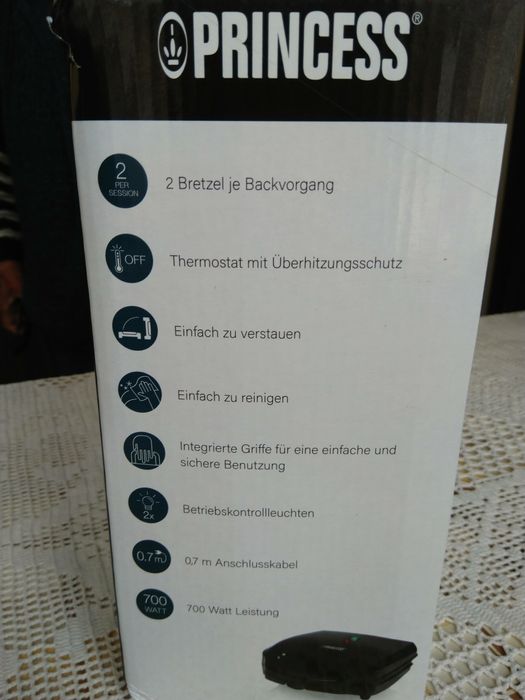 PRINCESS®
2
PER
SESSION
2 Bretzel je Backvorgang
OFF
Thermostat mit Überhitzungsschutz
Einfach zu verstauen
Einfach zu reinigen
Integrierte Griffe für eine einfache und
sichere Benutzung
2x
Betriebskontrollleuchten
0.7 m
0,7 m Anschlusskabel
700
WATT
700 Watt Leistung